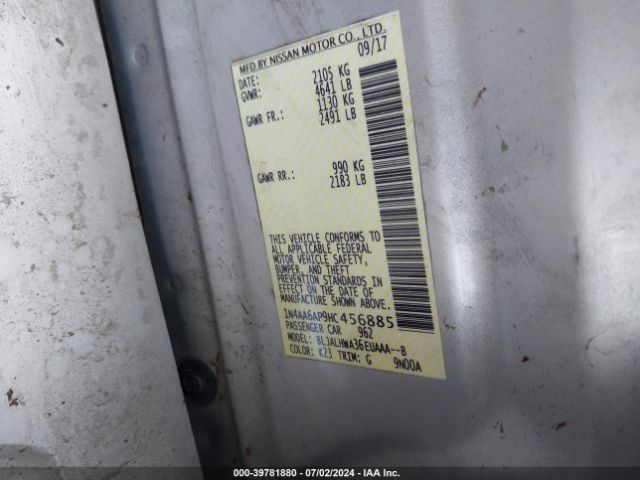 MFD BY NISSAN MOTOR CO., LTD.
DATE: 09/17
GVWR: 2105 KG
4641 LB
GAWR FR.: 1130 KG
2491 LB
GAWR RR.: 990 KG
2183 LB
THIS VEHICLE CONFORMS TO
ALL APPLICABLE FEDERAL
MOTOR VEHICLE SAFETY,
BUMPER, AND THEFT
PREVENTION STANDARDS IN
EFFECT ON THE DATE OF
MANUFACTURE SHOWN ABOVE.
1N4AA6AP9HC456885
PASSENGER CAR 962
MODEL: BLJALHWA36EUAAA--B
COLOR: K23 TRIM: G 9N00A
000-39781880 - 07/02/2024 - IAA Inc.